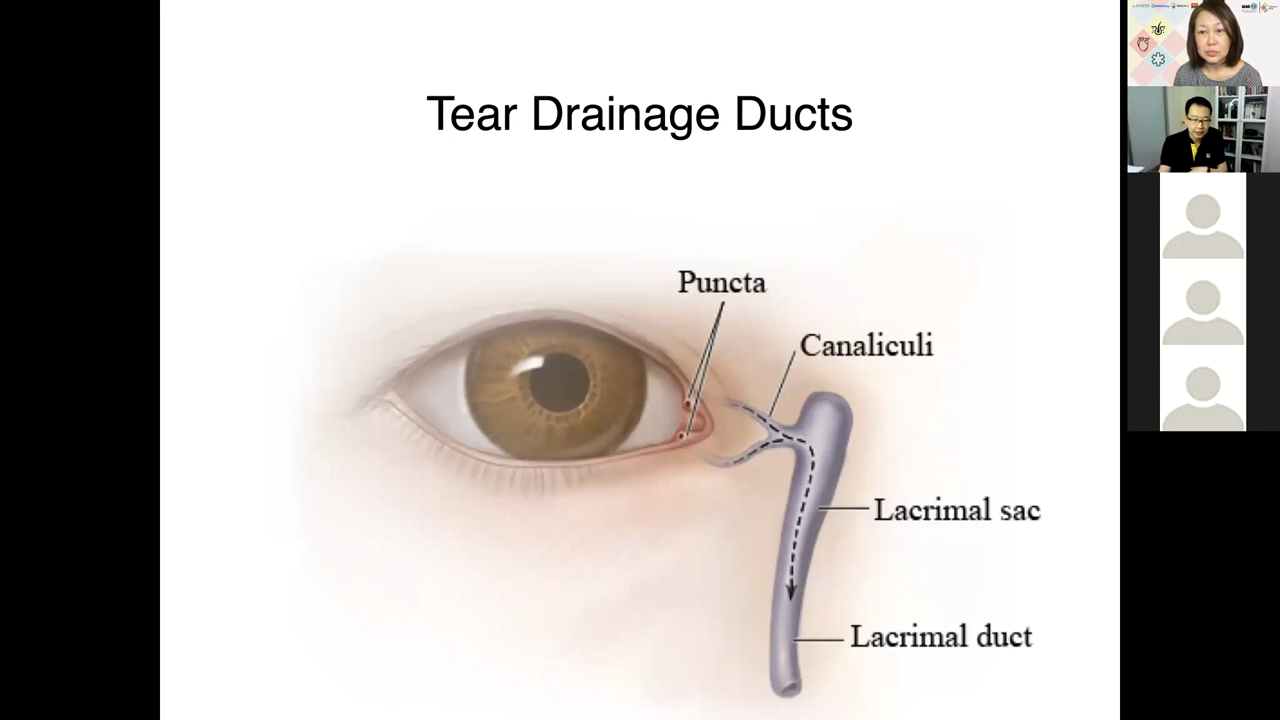 Tear Drainage Ducts
Puncta
Canaliculi
Lacrimal sac
Lacrimal duct